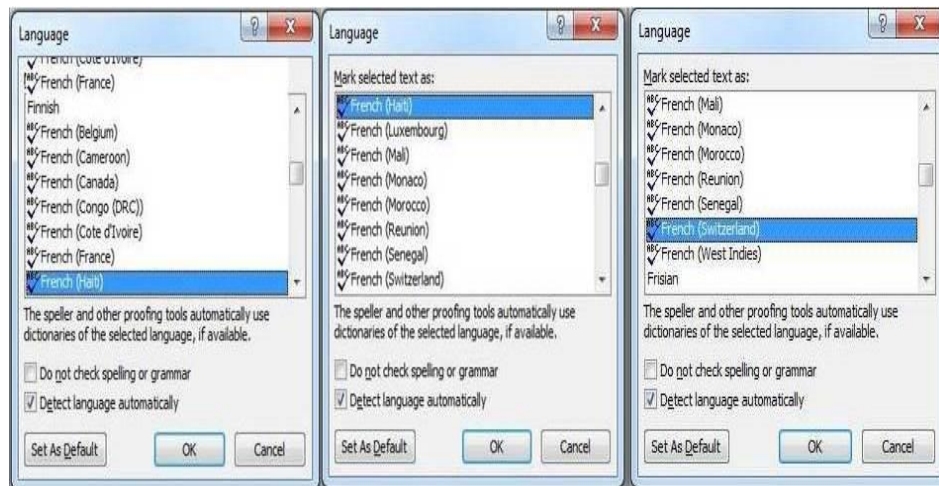 Language
French (Cote d'Ivoire)
French (France)
Finnish
French (Belgium)
French (Cameroon)
French (Canada)
French (Congo (DRC))
French (Cote d'Ivoire)
French (France)
French (Haiti)
The speller and other proofing tools automatically use
dictionaries of the selected language, if available.
Do not check spelling or grammar
Detect language automatically
Set As Default
OK
Cancel
Language
Mark selected text as:
French (Haiti)
French (Luxembourg)
French (Mali)
French (Monaco)
French (Morocco)
French (Reunion)
French (Senegal)
French (Switzerland)
The speller and other proofing tools automatically use
dictionaries of the selected language, if available.
Do not check spelling or grammar
Detect language automatically
Set As Default
OK
Cancel
Language
Mark selected text as:
French (Mali)
French (Monaco)
French (Morocco)
French (Reunion)
French (Senegal)
French (Switzerland)
French (West Indies)
Frisian
The speller and other proofing tools automatically use
dictionaries of the selected language, if available.
Do not check spelling or grammar
Detect language automatically
Set As Default
OK
Cancel